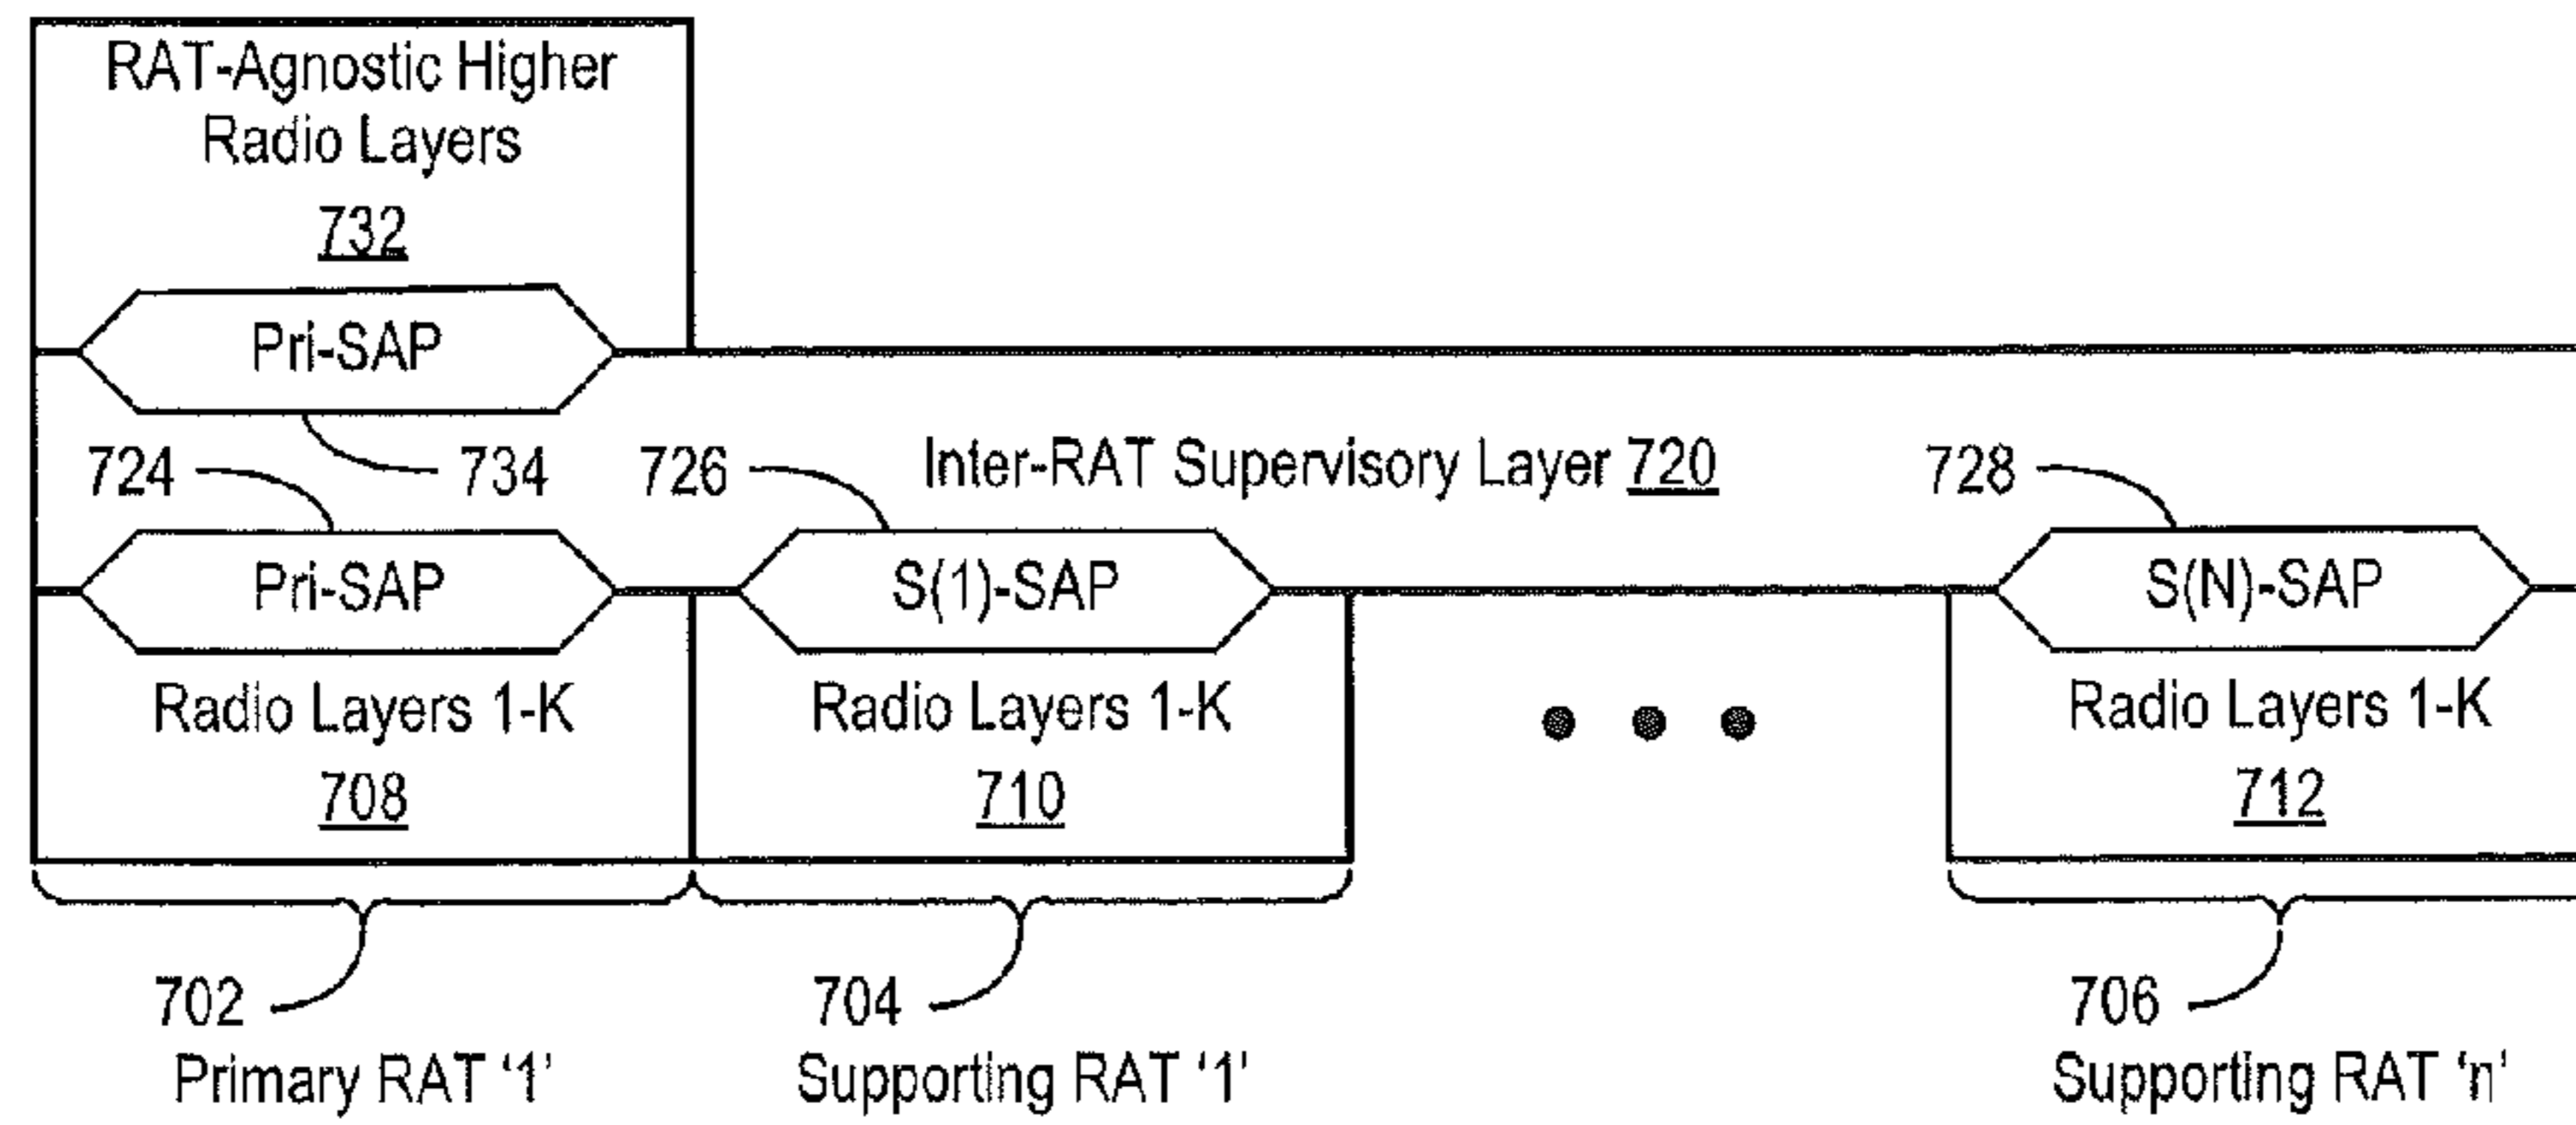 RAT-Agnostic Higher
Radio Layers
732
Pri-SAP
724
734
726
Inter-RAT Supervisory Layer 720
728
Pri-SAP
S(1)-SAP
S(N)-SAP
Radio Layers 1-K
Radio Layers 1-K
Radio Layers 1-K
708
710
712
702
704
706
Primary RAT ‘1’
Supporting RAT ‘1’
Supporting RAT ‘n’